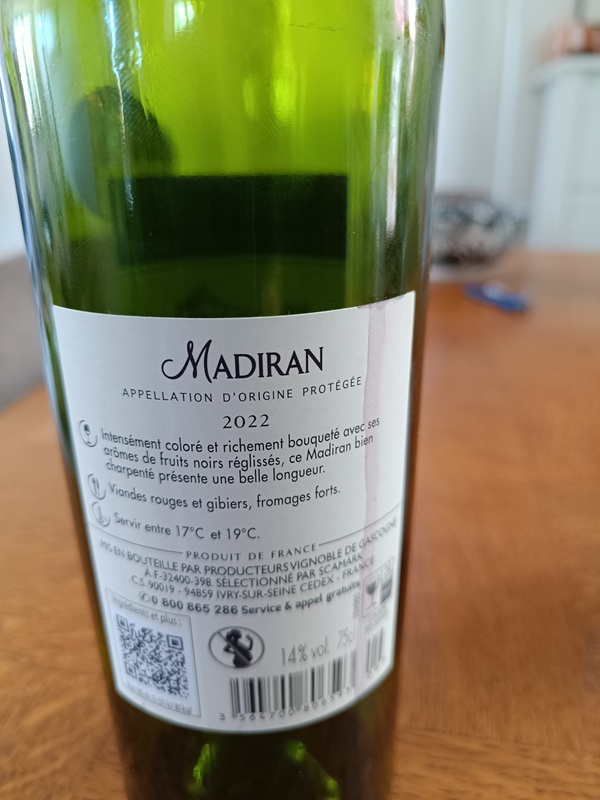 MADIRAN
APPELLATION D'ORIGINE PROTÉGÉE
2022
Intensément coloré et richement bouqueté avec ses
arômes de fruits noirs réglissés, ce Madiran bien
charpenté présente une belle longueur.
Viandes rouges et gibiers, fromages forts.
Servir entre 17°C et 19°C.
PRODUIT DE FRANCE
MIS EN BOUTEILLE PAR PRODUCTEURS VIGNOBLE DE GASCOGNE
À F-32400-398. SÉLECTIONNÉ PAR SCAMARK
C.S. 90019 - 94859 IVRY-SUR-SEINE CEDEX - FRANCE
0 800 865 286 Service & appel gratuits
Ingrédients et plus :
14% vol. 75cl